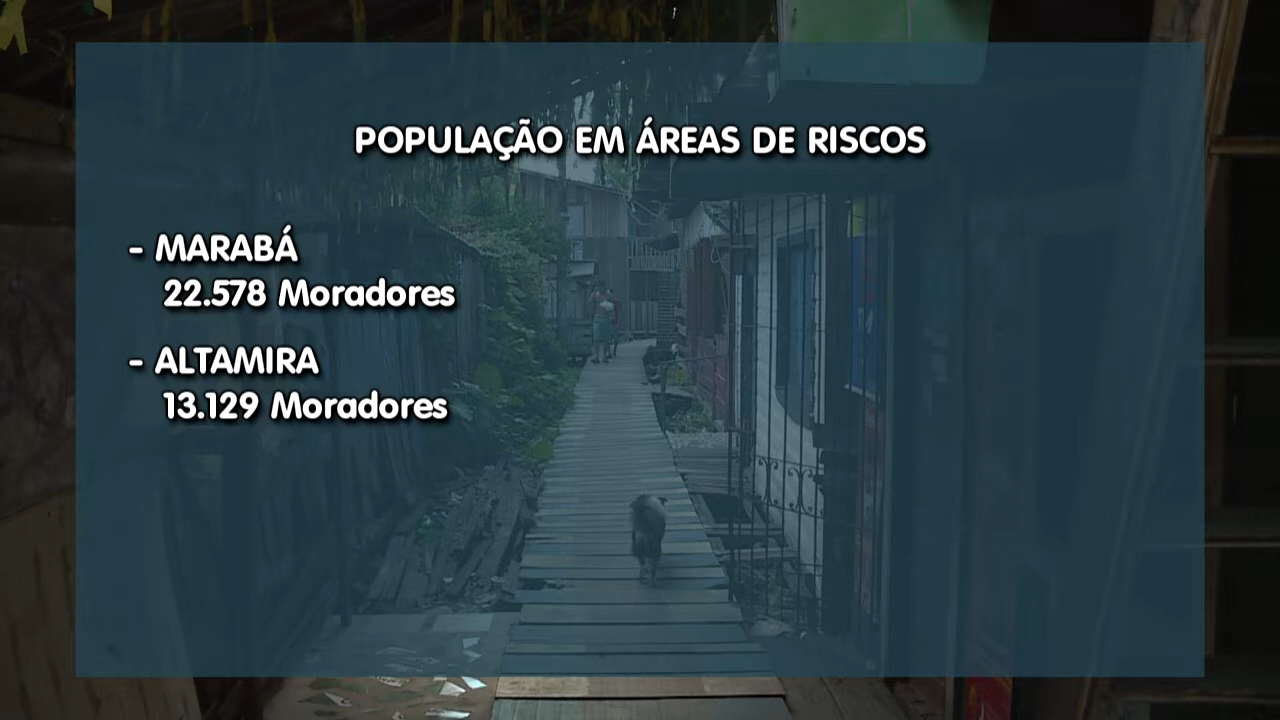 POPULAÇÃO EM ÁREAS DE RISCOS
- MARABÁ
22.578 Moradores
- ALTAMIRA
13.129 Moradores